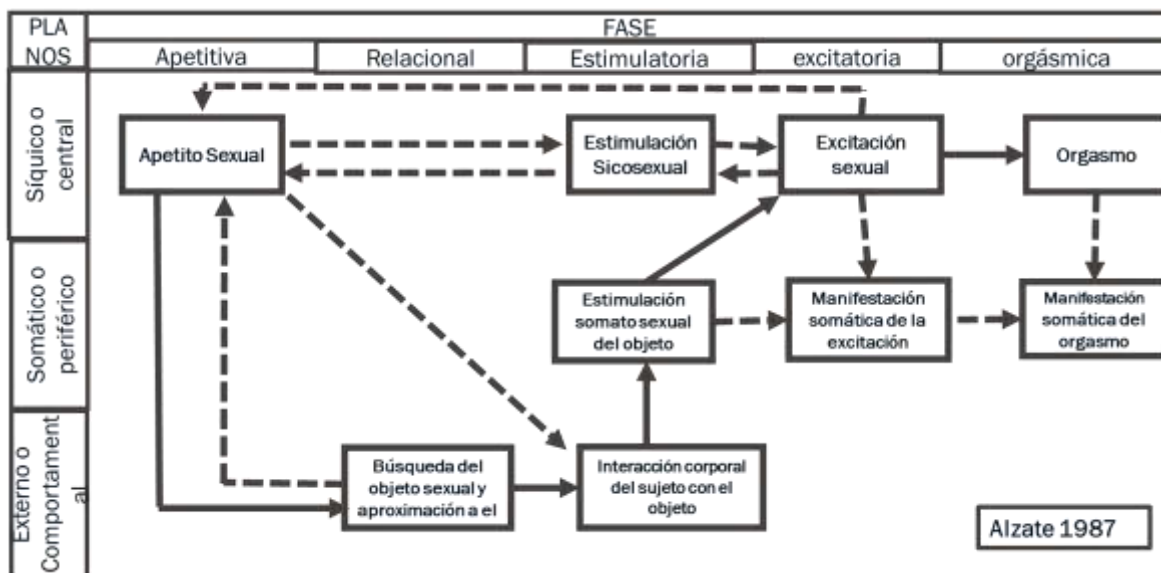 PLA
NOS
FASE
Apetitiva
Relacional
Estimulatoria
excitatoria
orgásmica
Síquico o
central
Apetito Sexual
Estimulación
Sicosexual
Excitación
sexual
Orgasmo
Somático o
periférico
Estimulación
somato sexual
del objeto
Manifestación
somática de la
excitación
Manifestación
somática del
orgasmo
Externo o
Comportament
al
Búsqueda del
objeto sexual y
aproximación a el
Interacción corporal
del sujeto con el
objeto
Alzate 1987